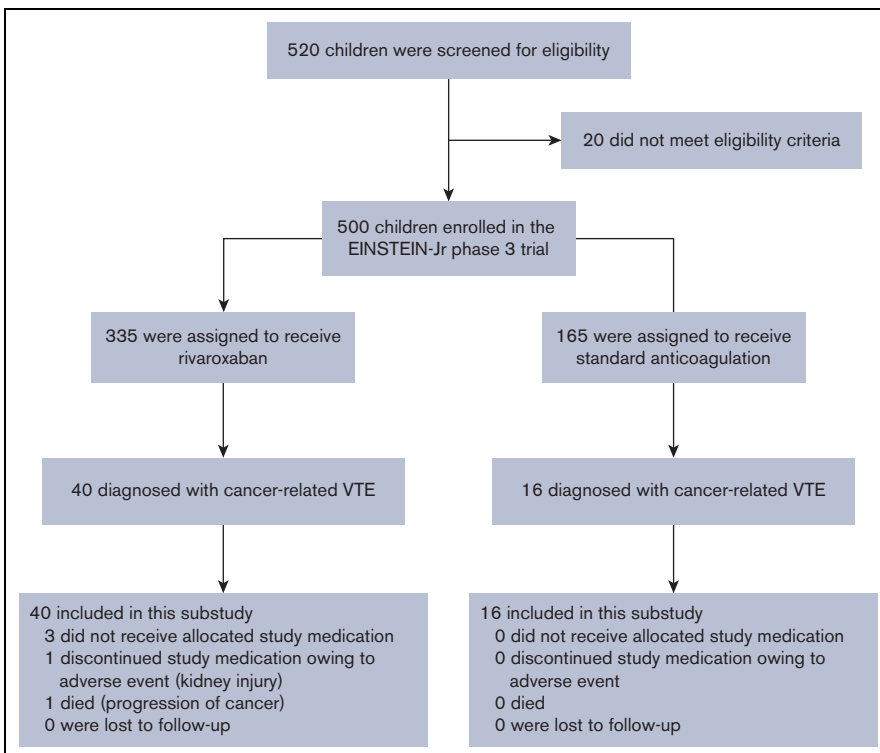 520 children were screened for eligibility
20 did not meet eligibility criteria
500 children enrolled in the
EINSTEIN-Jr phase 3 trial
335 were assigned to receive
rivaroxaban
165 were assigned to receive
standard anticoagulation
40 diagnosed with cancer-related VTE
16 diagnosed with cancer-related VTE
40 included in this substudy
3 did not receive allocated study medication
1 discontinued study medication owing to
adverse event (kidney injury)
1 died (progression of cancer)
0 were lost to follow-up
16 included in this substudy
0 did not receive allocated study medication
0 discontinued study medication owing to
adverse event
0 died
0 were lost to follow-up